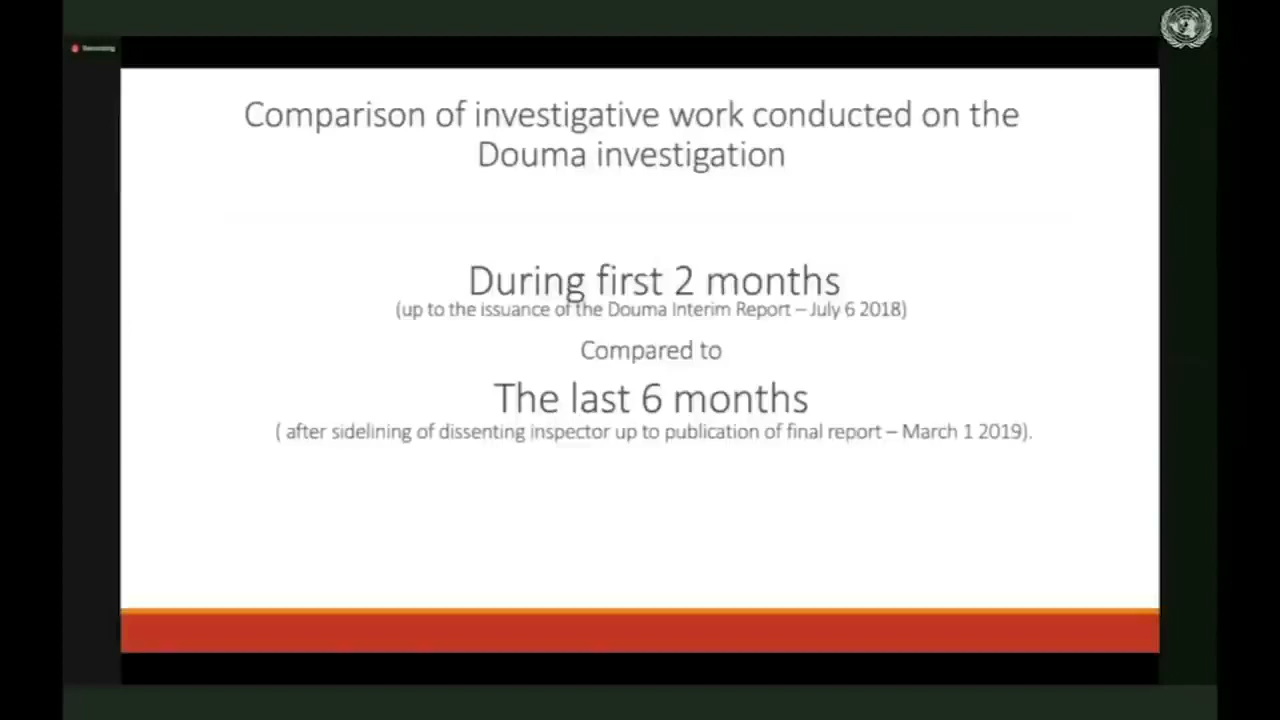 Recording
Comparison of investigative work conducted on the
Douma investigation
During first 2 months
(up to the issuance of the Douma Interim Report – July 6 2018)
Compared to
The last 6 months
( after sidelining of dissenting inspector up to publication of final report – March 1 2019).